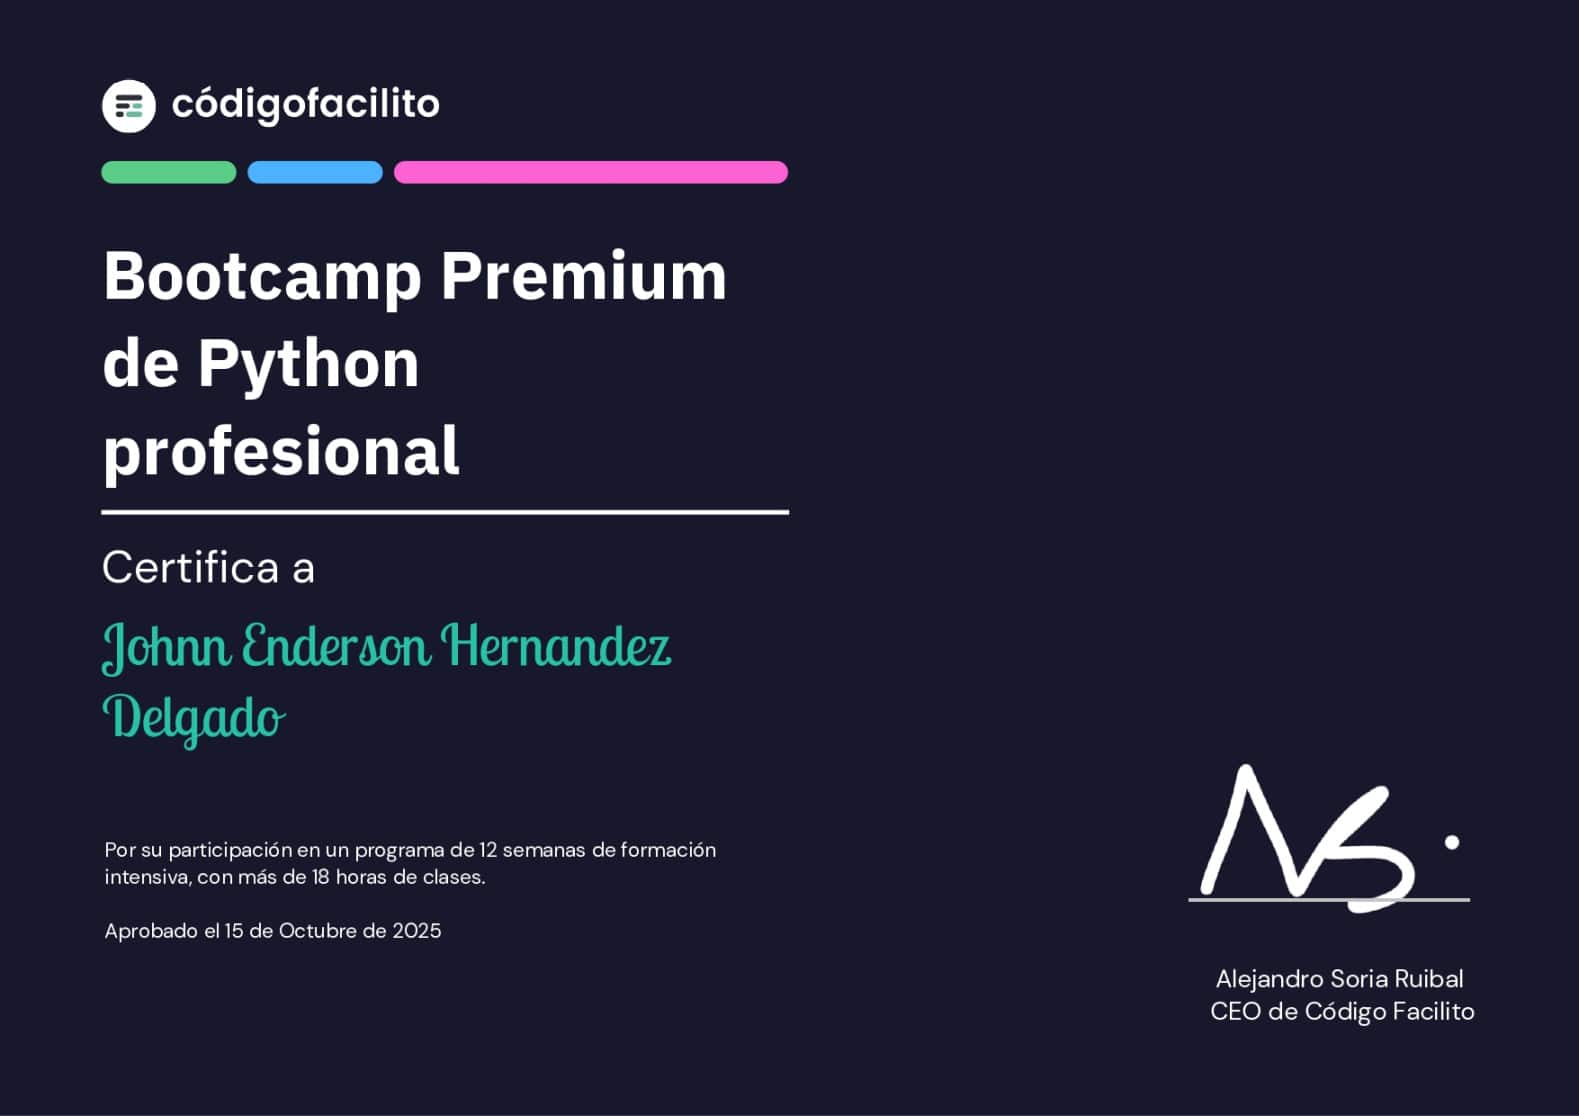 códigofacilito
Bootcamp Premium
de Python
profesional
Certifica a
Johnn Enderson Hernandez
Delgado
Por su participación en un programa de 12 semanas de formación
intensiva, con más de 18 horas de clases.
Aprobado el 15 de Octubre de 2025
Alejandro Soria Ruibal
CEO de Código Facilito